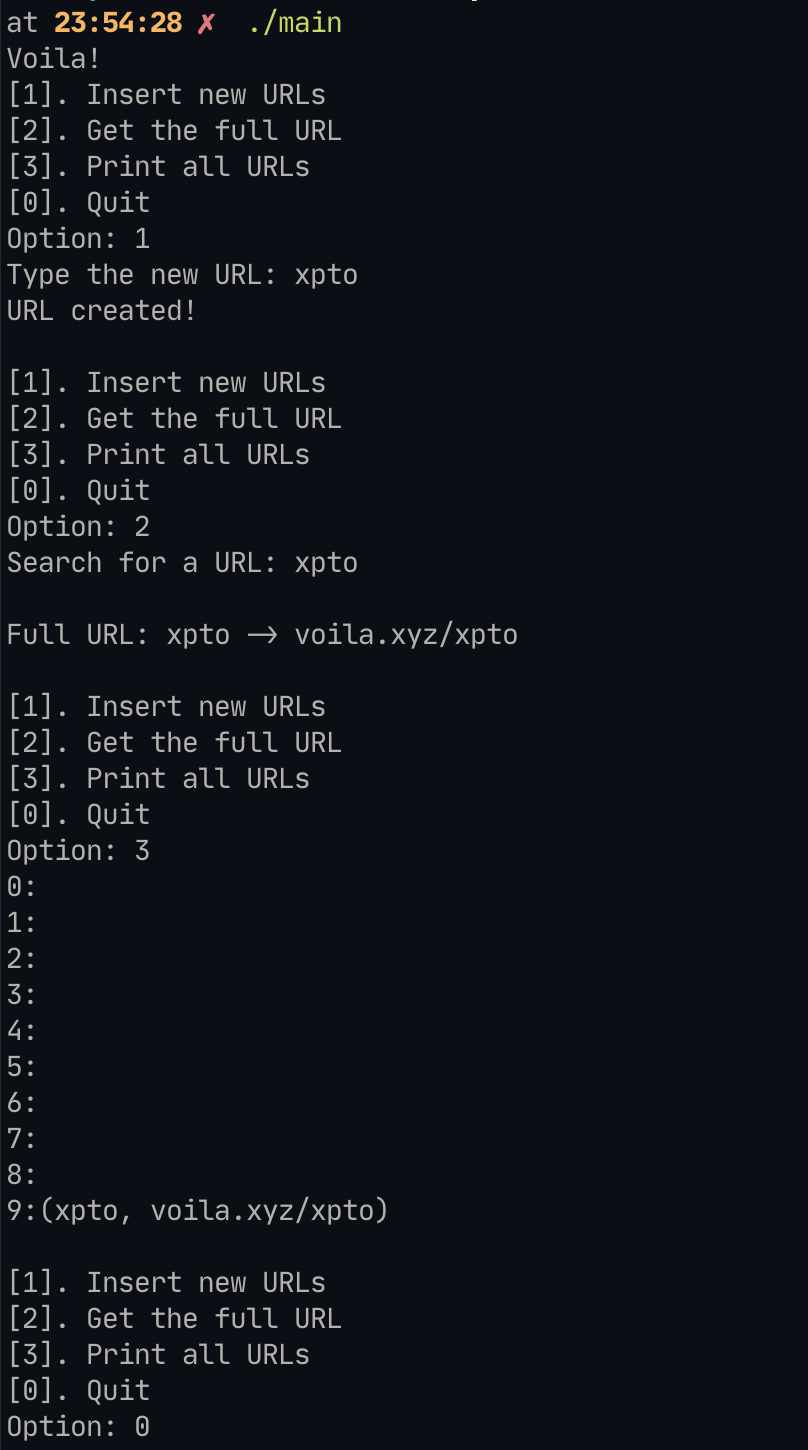 at 23:54:28 ✗ ./main
Voila!
[1]. Insert new URLs
[2]. Get the full URL
[3]. Print all URLs
[0]. Quit
Option: 1
Type the new URL: xpto
URL created!
[1]. Insert new URLs
[2]. Get the full URL
[3]. Print all URLs
[0]. Quit
Option: 2
Search for a URL: xpto
Full URL: xpto -> voila.xyz/xpto
[1]. Insert new URLs
[2]. Get the full URL
[3]. Print all URLs
[0]. Quit
Option: 3
0:
1:
2:
3:
4:
5:
6:
7:
8:
9:(xpto, voila.xyz/xpto)
[1]. Insert new URLs
[2]. Get the full URL
[3]. Print all URLs
[0]. Quit
Option: 0